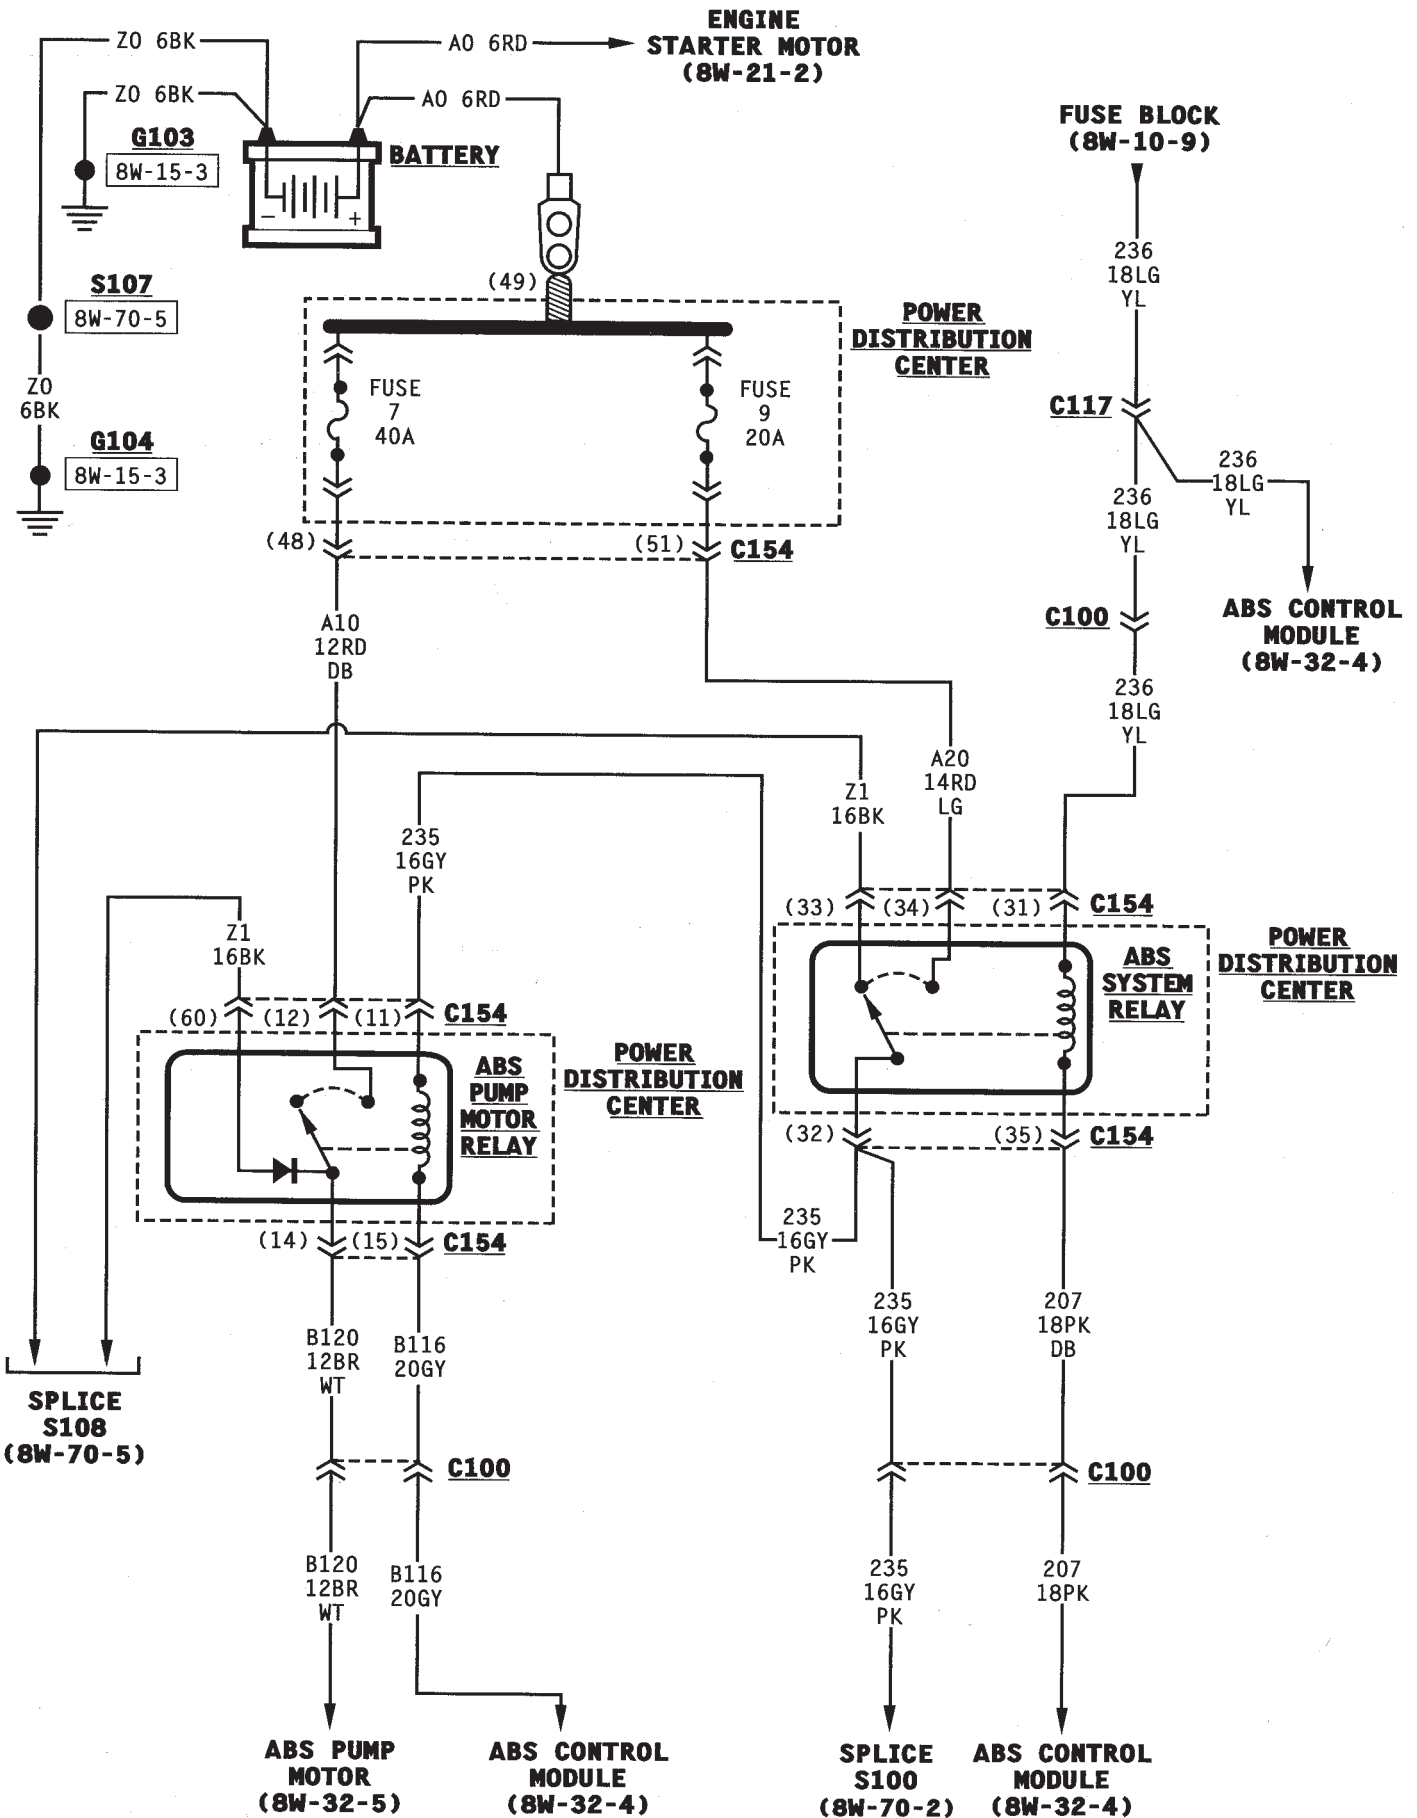 ENGINE
STARTER MOTOR
(8W-21-2)
Z0 6BK
A0 6RD
Z0 6BK
A0 6RD
G103
8W-15-3
BATTERY
−
+
FUSE BLOCK
(8W-10-9)
236
18LG
YL
S107
8W-70-5
(49)
POWER
DISTRIBUTION
CENTER
Z0
6BK
FUSE
7
40A
FUSE
9
20A
C117
G104
8W-15-3
236
18LG
YL
236
18LG
YL
(48)
(51)
C154
C100
ABS CONTROL
MODULE
(8W-32-4)
A10
12RD
DB
236
18LG
YL
Z1
16BK
A20
14RD
LG
235
16GY
PK
Z1
16BK
(33)
(34)
(31)
C154
POWER
DISTRIBUTION
CENTER
ABS
SYSTEM
RELAY
(60)
(12)
(11)
C154
ABS
PUMP
MOTOR
RELAY
POWER
DISTRIBUTION
CENTER
(32)
(35)
C154
(14)
(15)
C154
235
16GY
PK
235
16GY
PK
207
18PK
DB
B120
12BR
WT
B116
20GY
SPLICE
S108
(8W-70-5)
C100
C100
B120
12BR
WT
B116
20GY
235
16GY
PK
207
18PK
ABS PUMP
MOTOR
(8W-32-5)
ABS CONTROL
MODULE
(8W-32-4)
SPLICE
S100
(8W-70-2)
ABS CONTROL
MODULE
(8W-32-4)